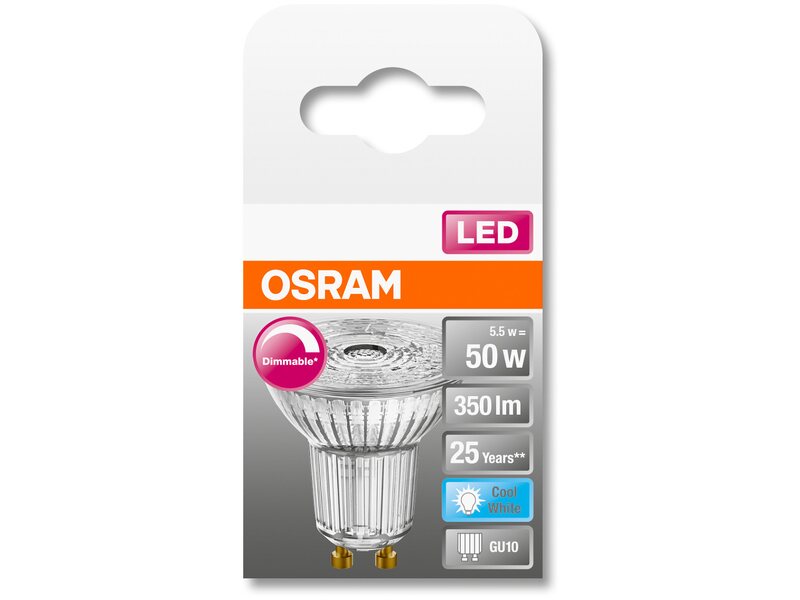 LED
OSRAM
Dimmable*
5.5 w=
50 w
350 lm
25 Years**
Cool
White
GU10